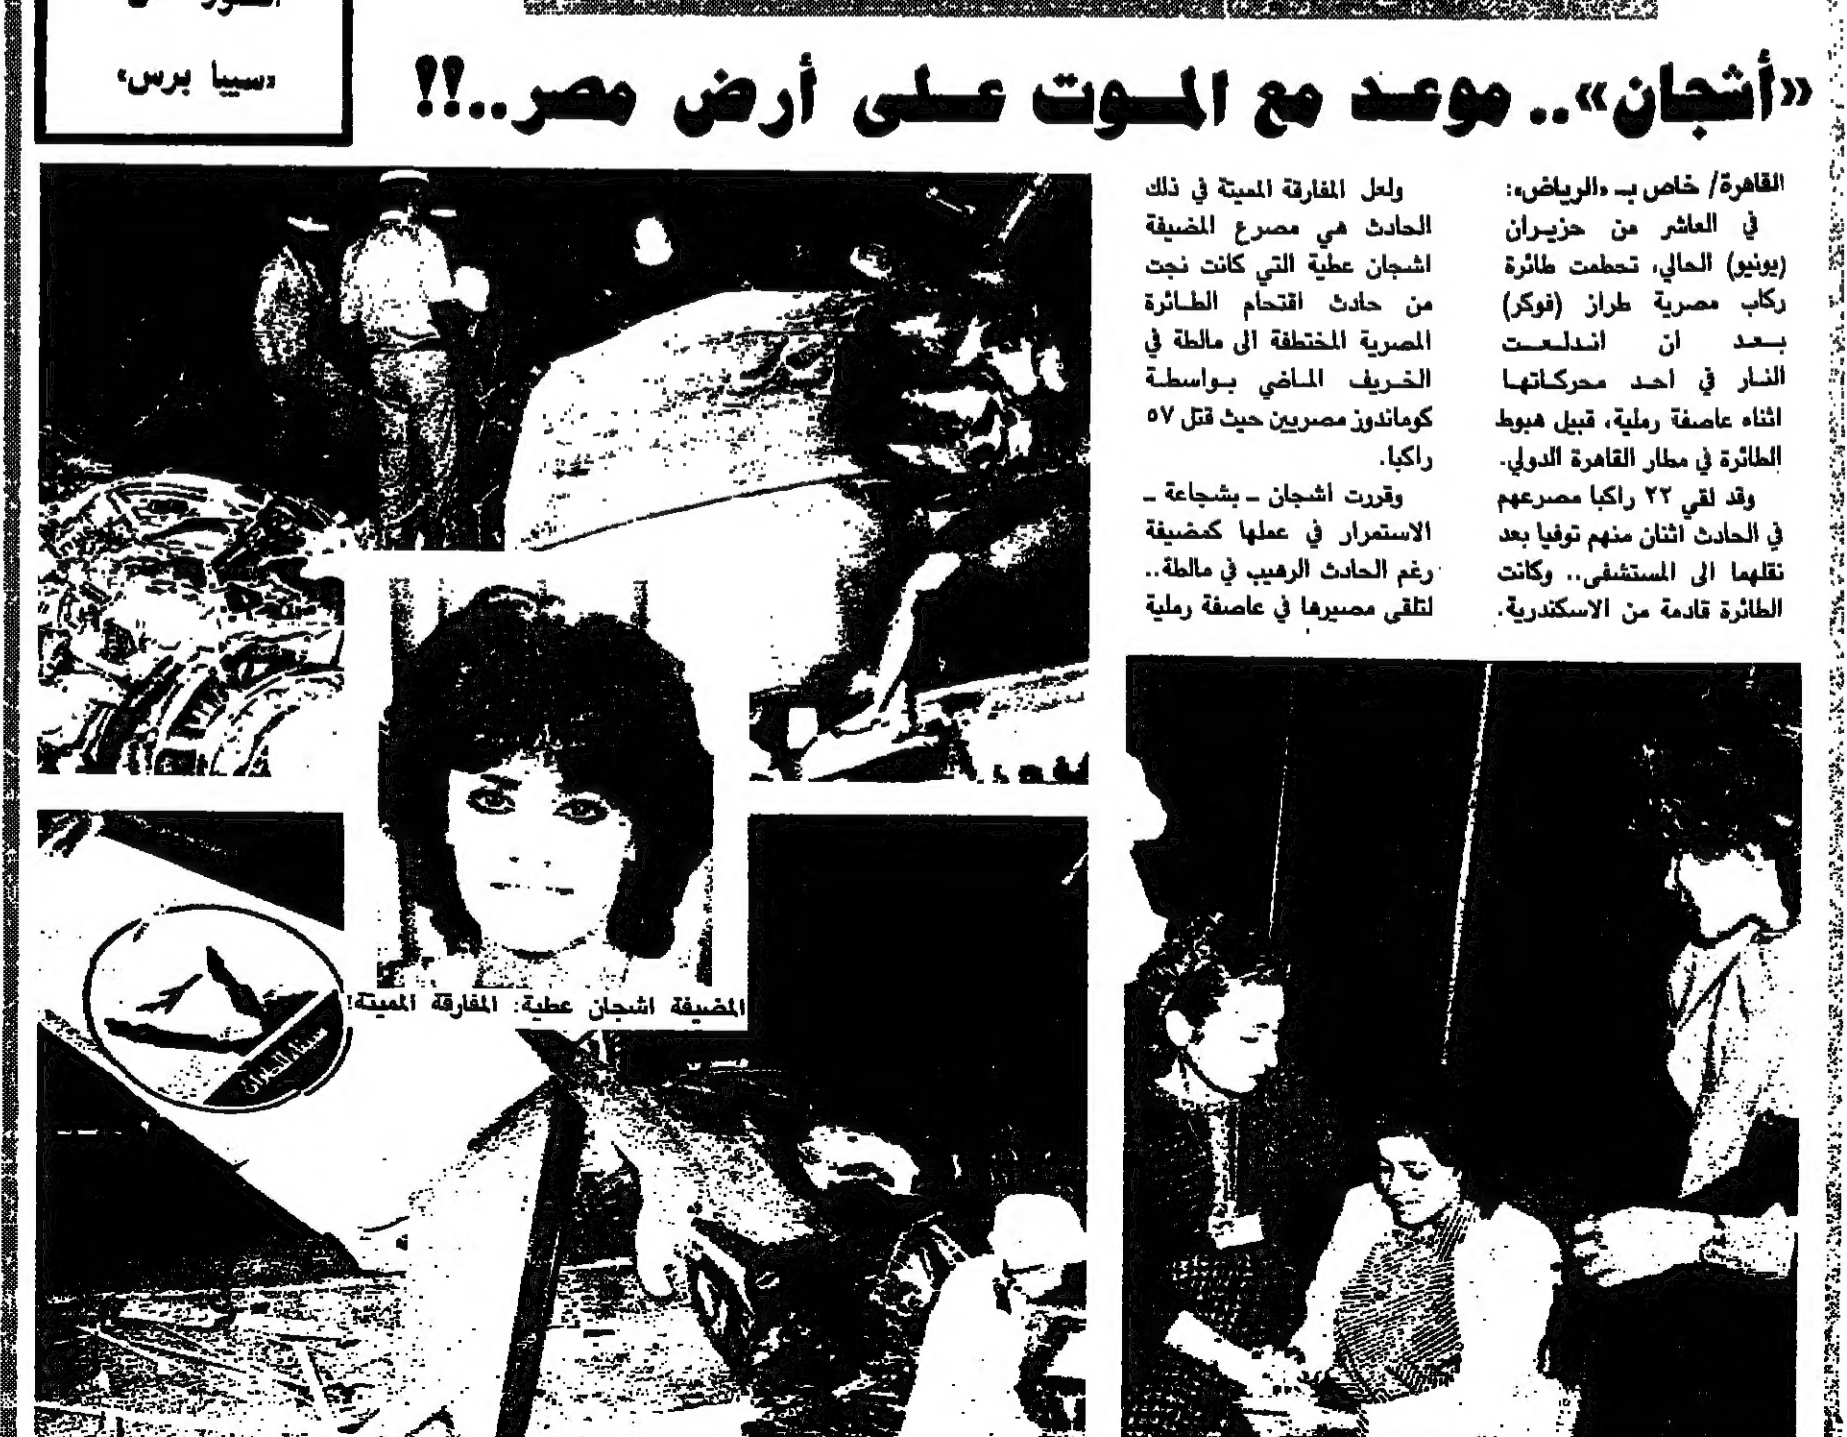 «سيبا برس»
«أشجان».. موعد مع الموت على أرض مصر..!!
القاهرة/ خاص بـ «الرياض»:
في العاشر من حزيران
(يونيو) الحالي، تحطمت طائرة
ركاب مصرية طراز (فوكر)
بعد ان اندلعت
النار في احد محركاتها
اثناء عاصفة رملية، قبيل هبوط
الطائرة في مطار القاهرة الدولي.
وقد لقي ٢٢ راكبا مصرعهم
في الحادث اثنان منهم توفيا بعد
نقلهما الى المستشفى.. وكانت
الطائرة قادمة من الاسكندرية.
ولعل المفارقة المميتة في ذلك
الحادث هي مصرع المضيفة
اشجان عطية التي كانت نجت
من حادث اقتحام الطائرة
المصرية المختطفة الى مالطة في
الخريف الماضي بواسطة
كوماندوز مصريين حيث قتل ٥٧
راكبا.
وقررت اشجان ـ بشجاعة ـ
الاستمرار في عملها كمضيفة
رغم الحادث الرهيب في مالطة..
لتلقى مصيرها في عاصفة رملية
المضيفة اشجان عطية: المفارقة المميتة!
سيناء للطيران